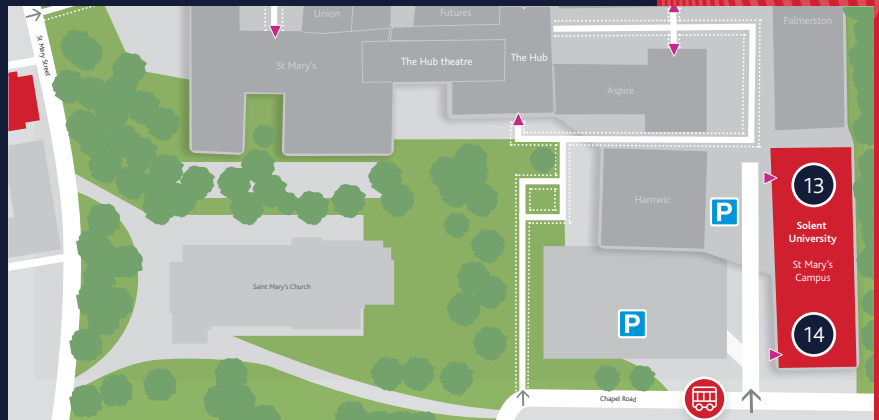 Union
Futures
Palmerston
St Mary Street
St Mary's
The Hub theatre
The Hub
Aspire
Hamwic
P
13
Solent
University
St Mary's
Campus
Saint Mary's Church
P
14
Chapel Road